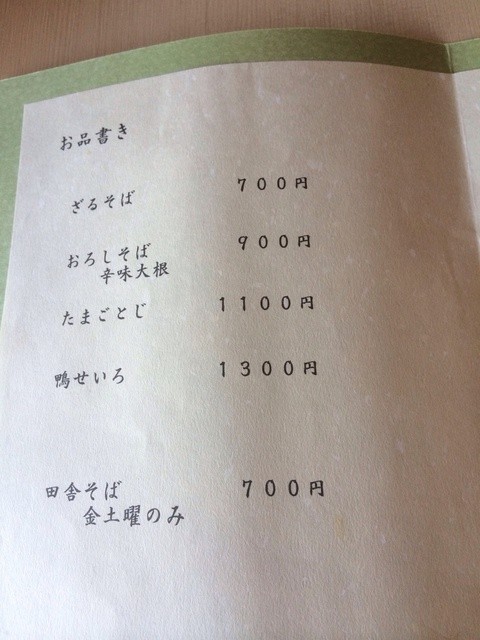 お品書き
ざるそば　７００円
おろしそば　９００円
辛味大根
たまごとじ　１１００円
鴨せいろ　１３００円
田舎そば　７００円
金土曜のみ